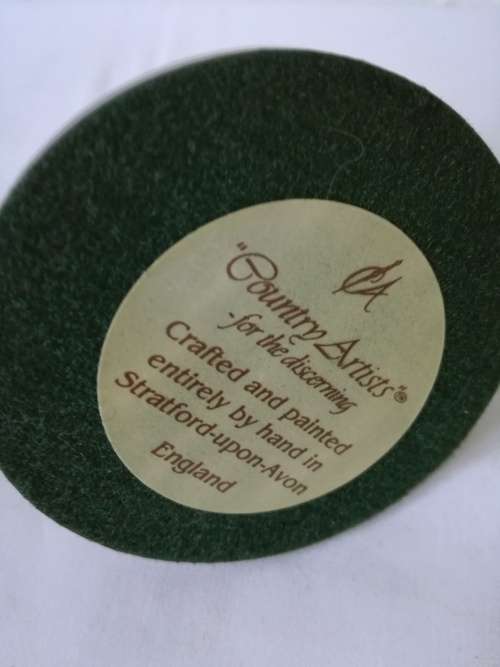 CA
"Country Artists"®
-for the discerning
Crafted and painted
entirely by hand in
Stratford-upon-Avon
England